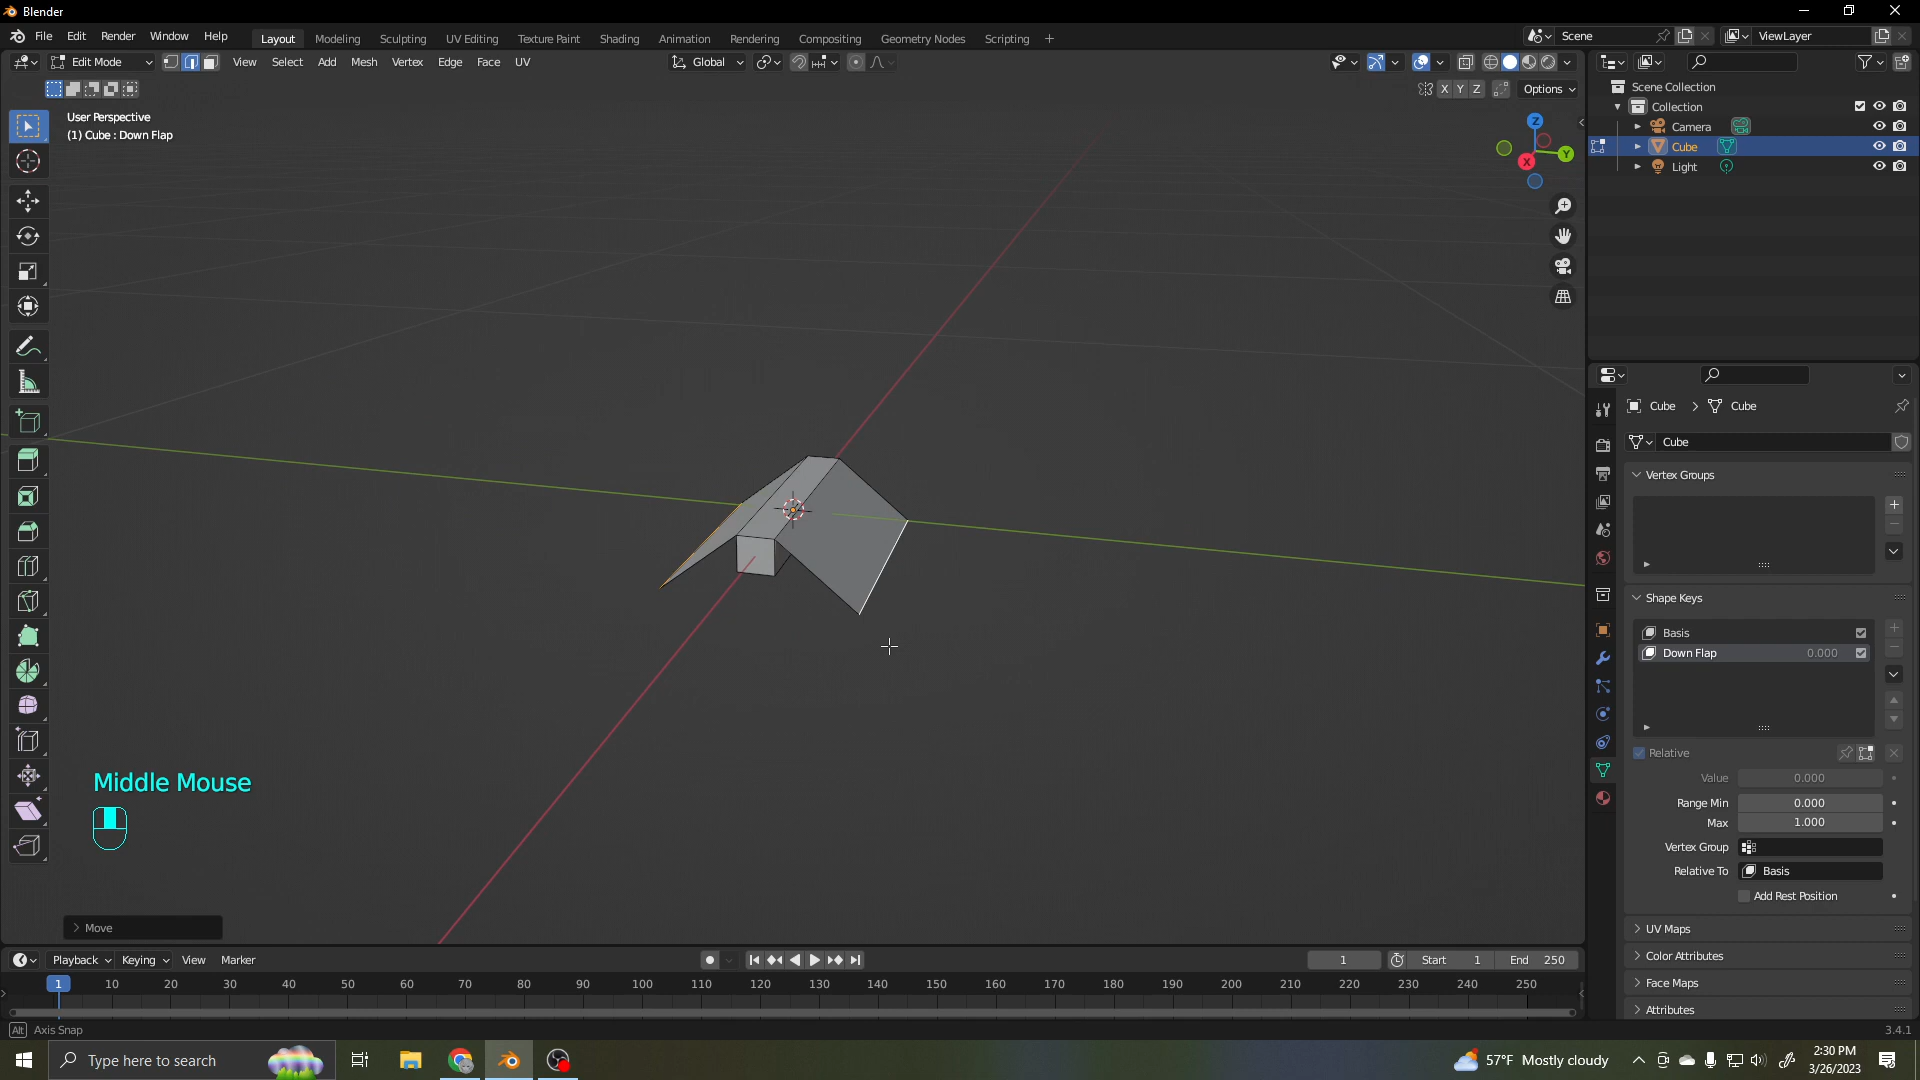 Blender
File Edit Render Window Help Layout Modeling Sculpting UV Editing Texture Paint Shading Animation Rendering Compositing Geometry Nodes Scripting + Scene ViewLayer
Edit Mode View Select Add Mesh Vertex Edge Face UV Global
X Y Z Options
User Perspective
(1) Cube : Down Flap
Z
Y
X
Scene Collection
Collection
Camera
Cube
Light
Cube > Cube
Cube
Vertex Groups
Shape Keys
Basis
Down Flap 0.000
Relative
Value 0.000
Range Min 0.000
Max 1.000
Vertex Group
Relative To Basis
Add Rest Position
UV Maps
Color Attributes
Face Maps
Attributes
Middle Mouse
Move
Playback Keying View Marker 1 Start 1 End 250
1 10 20 30 40 50 60 70 80 90 100 110 120 130 140 150 160 170 180 190 200 210 220 230 240 250
Alt Axis Snap 3.4.1
Type here to search 57°F Mostly cloudy 2:30 PM
3/26/2023